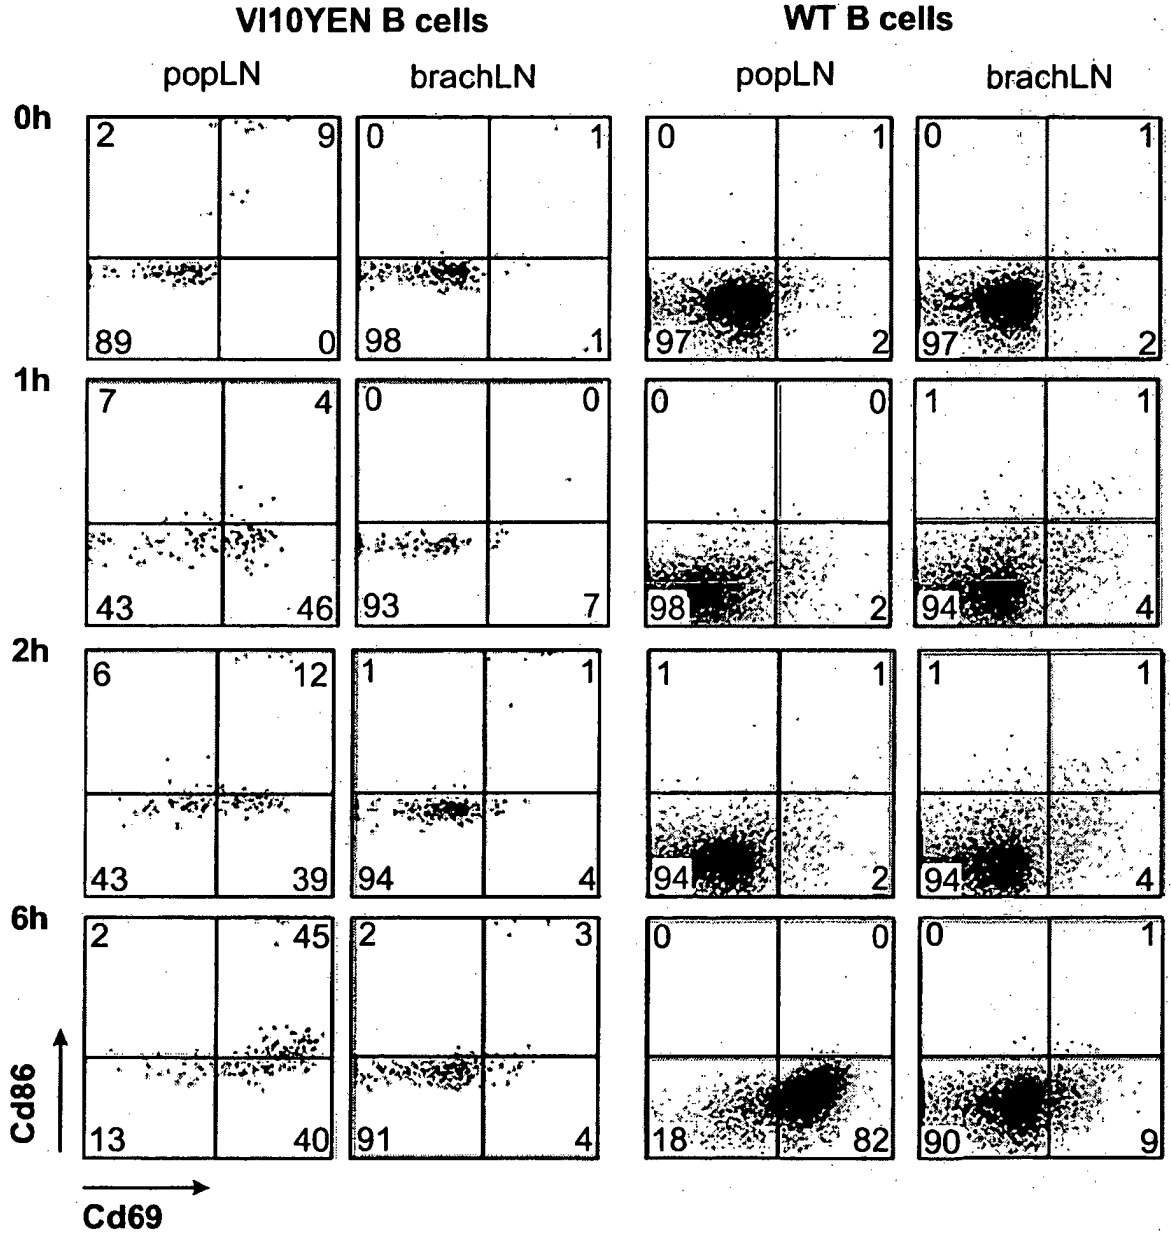 VI10YEN B cells WT B cells
popLN brachLN popLN brachLN
0h
2 9 0 1 0 1 0 1
89 0 98 1 97 2 97 2
1h
7 4 0 0 0 0 1 1
43 46 93 7 98 2 94 4
2h
6 12 1 1 1 1 1 1
43 39 94 4 94 2 94 4
6h
2 45 2 3 0 0 0 1
13 40 91 4 18 82 90 9
Cd86
Cd69